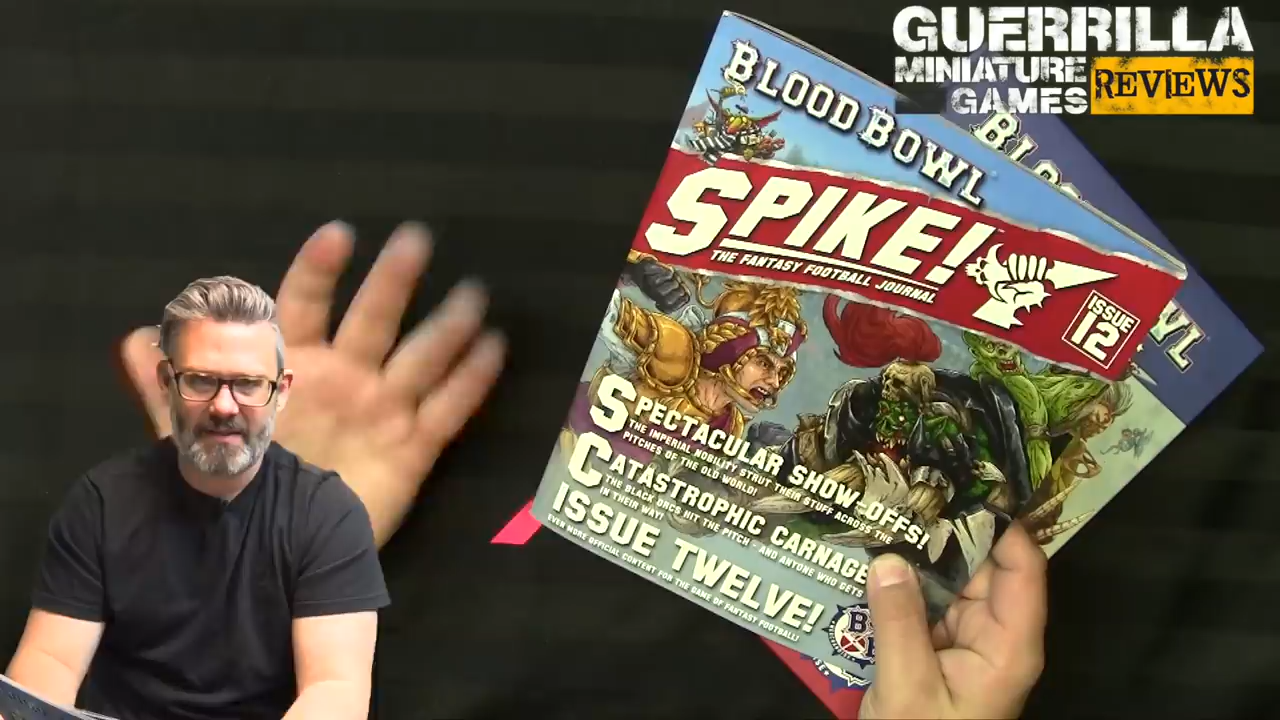 GUERRILLA
MINIATURE
GAMES
REVIEWS
BLOOD BOWL
SPIKE!
THE FANTASY FOOTBALL JOURNAL
ISSUE
12
SPECTACULAR SHOW-OFFS!
THE IMPERIAL NOBILITY STRUT THEIR STUFF ACROSS THE
PITCHES OF THE OLD WORLD!
CATASTROPHIC CARNAGE
THE BLACK ORCS HIT THE PITCH - AND ANYONE WHO GETS
IN THEIR WAY!
ISSUE TWELVE!
EVEN MORE OFFICIAL CONTENT FOR THE GAME OF FANTASY FOOTBALL!